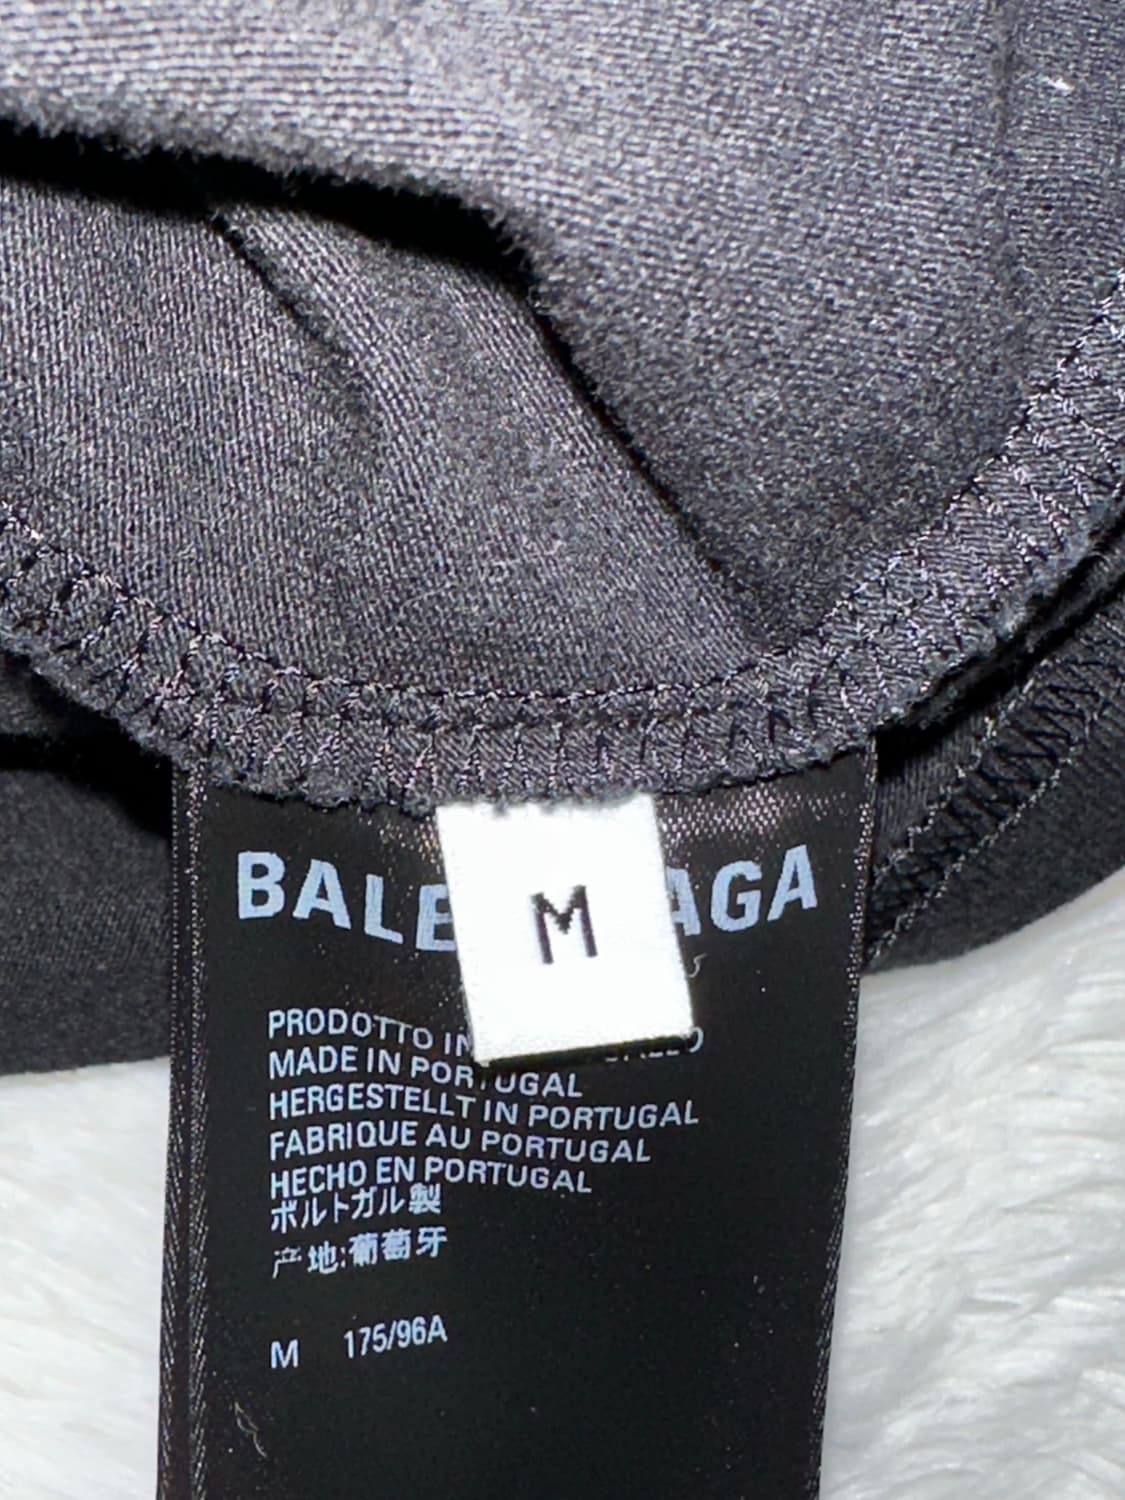 BALE AGA
M
PRODOTTO IN
MADE IN PORTUGAL
HERGESTELLT IN PORTUGAL
FABRIQUE AU PORTUGAL
HECHO EN PORTUGAL
ポルトガル製
产地:葡萄牙
M 175/96A